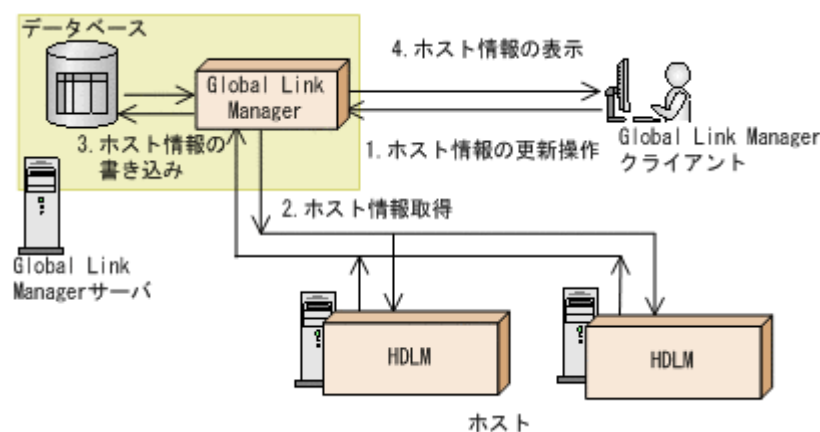 データベース
4.ホスト情報の表示
Global Link
Manager
3.ホスト情報の
書き込み
1.ホスト情報の更新操作
Global Link Manager
クライアント
2.ホスト情報取得
Global Link
Managerサーバ
HDLM
HDLM
ホスト